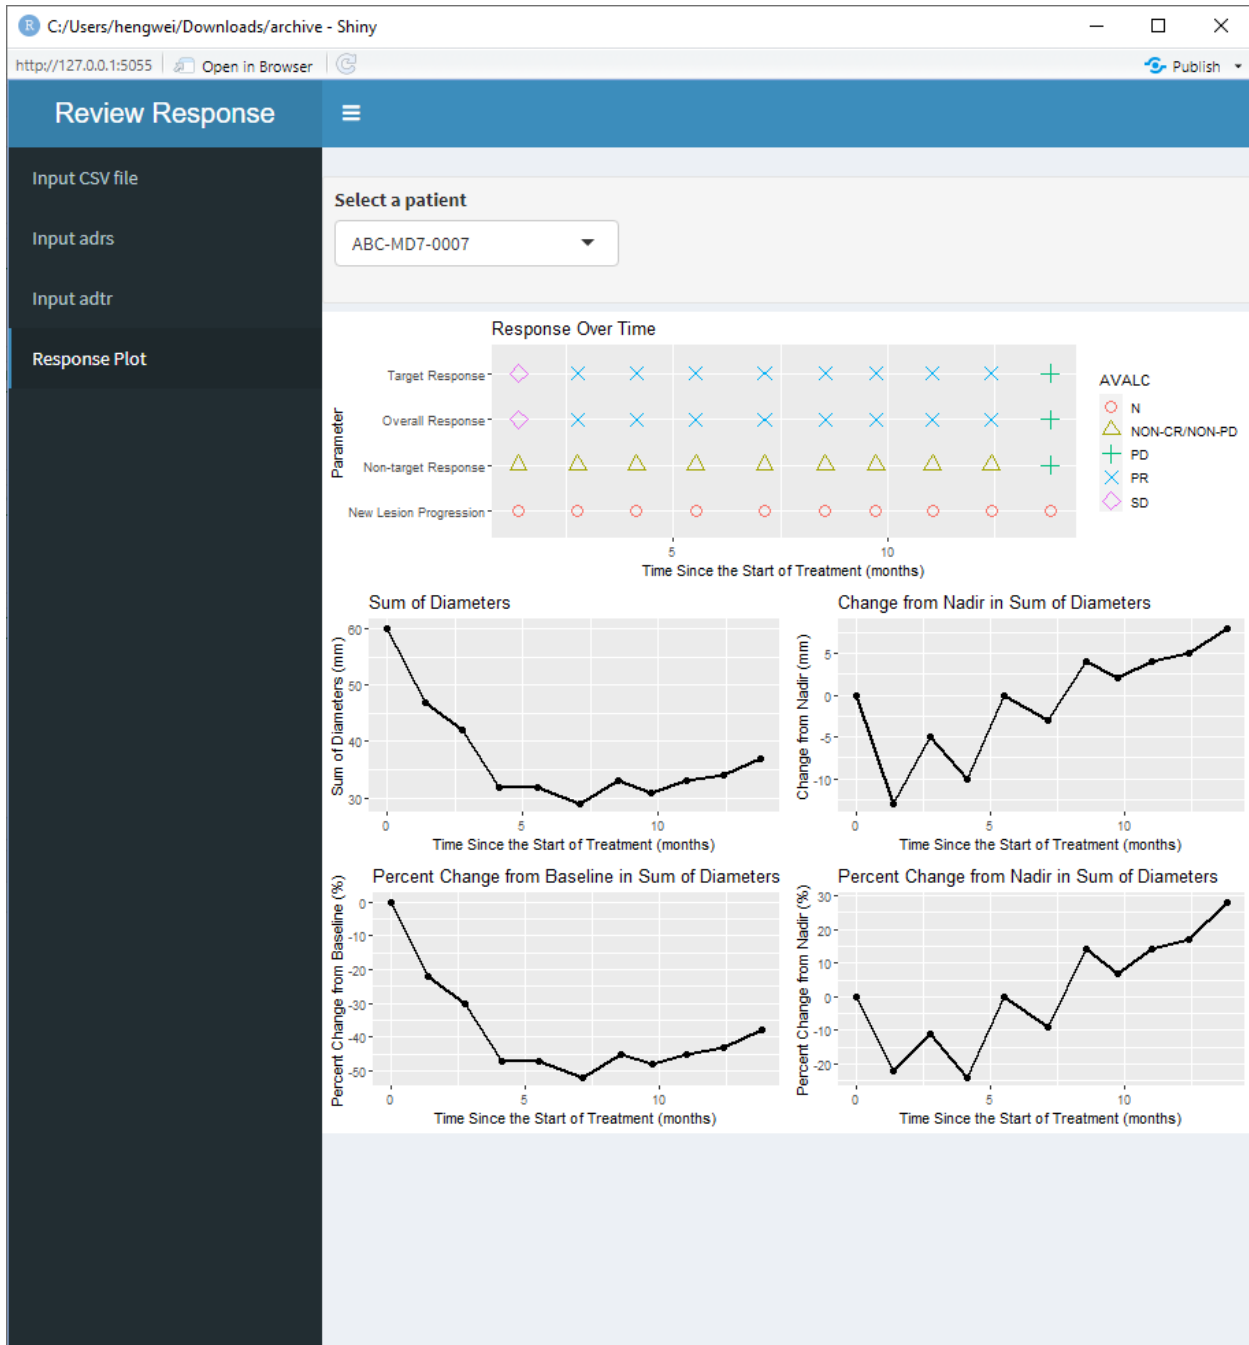 R C:/Users/hengwei/Downloads/archive - Shiny
http://127.0.0.1:5055 Open in Browser Publish
Review Response
Input CSV file
Input adrs
Input adtr
Response Plot
Select a patient
ABC-MD7-0007
Response Over Time
Parameter
Target Response
Overall Response
Non-target Response
New Lesion Progression
5 10
Time Since the Start of Treatment (months)
AVALC
N
NON-CR/NON-PD
PD
PR
SD
Sum of Diameters
Sum of Diameters (mm)
60
50
40
30
0 5 10
Time Since the Start of Treatment (months)
Change from Nadir in Sum of Diameters
Change from Nadir (mm)
5
0
-5
-10
0 5 10
Time Since the Start of Treatment (months)
Percent Change from Baseline in Sum of Diameters
Percent Change from Baseline (%)
0
-10
-20
-30
-40
-50
0 5 10
Time Since the Start of Treatment (months)
Percent Change from Nadir in Sum of Diameters
Percent Change from Nadir (%)
30
20
10
0
-10
-20
0 5 10
Time Since the Start of Treatment (months)